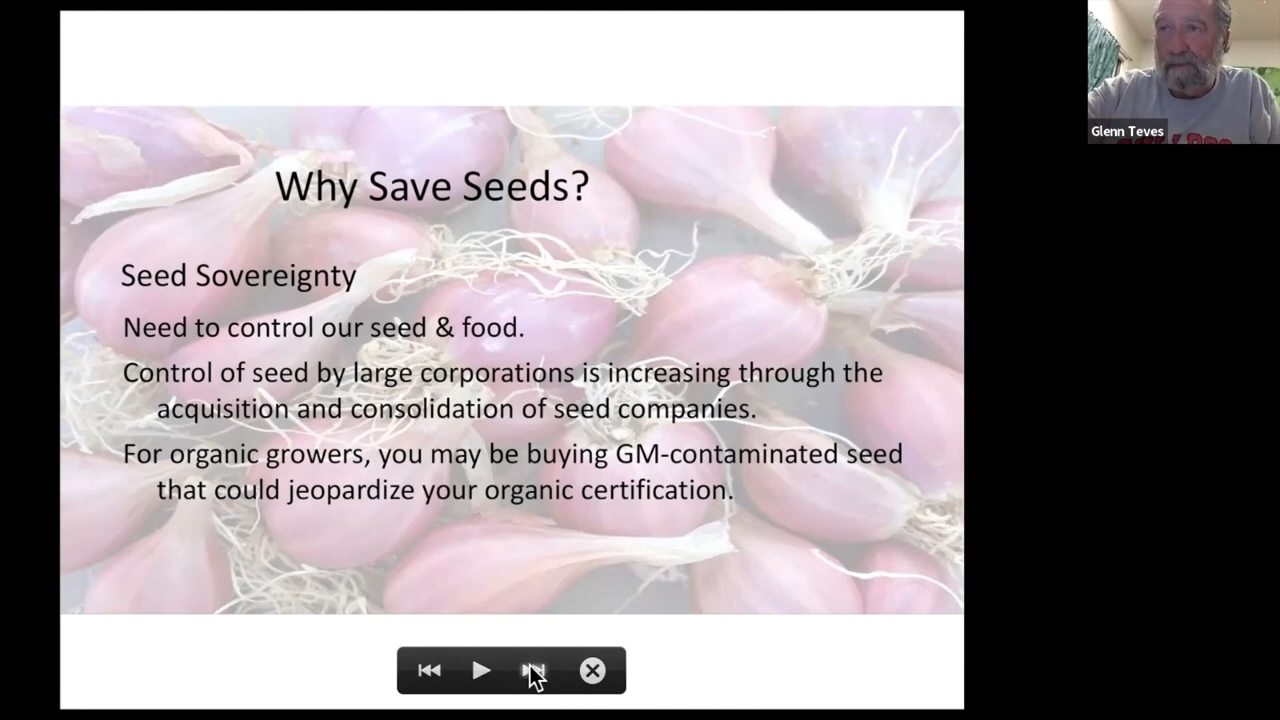 Why Save Seeds?
Seed Sovereignty
Need to control our seed & food.
Control of seed by large corporations is increasing through the
acquisition and consolidation of seed companies.
For organic growers, you may be buying GM-contaminated seed
that could jeopardize your organic certification.
Glenn Teves